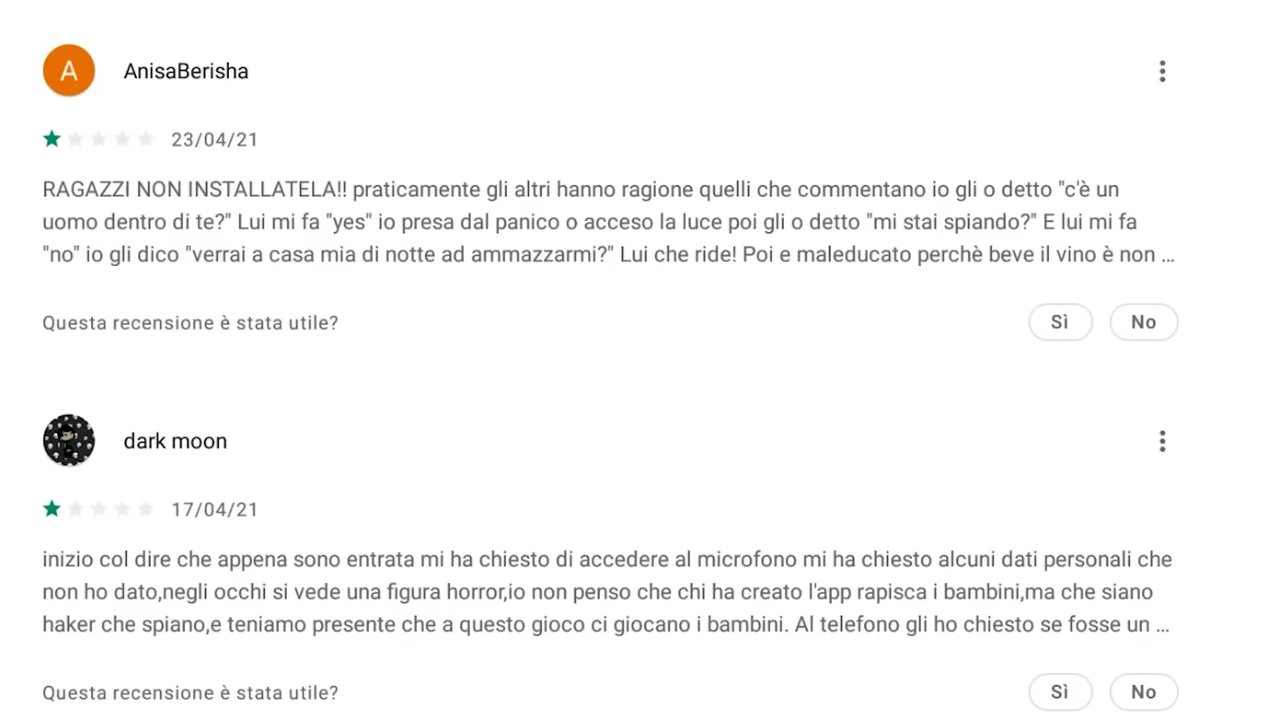 A
AnisaBerisha
23/04/21
RAGAZZI NON INSTALLATELA!! praticamente gli altri hanno ragione quelli che commentano io gli o detto "c'è un
uomo dentro di te?" Lui mi fa "yes" io presa dal panico o acceso la luce poi gli o detto "mi stai spiando?" E lui mi fa
"no" io gli dico "verrai a casa mia di notte ad ammazzarmi?" Lui che ride! Poi e maleducato perchè beve il vino è non ...
Questa recensione è stata utile?
Sì
No
dark moon
17/04/21
inizio col dire che appena sono entrata mi ha chiesto di accedere al microfono mi ha chiesto alcuni dati personali che
non ho dato,negli occhi si vede una figura horror,io non penso che chi ha creato l'app rapisca i bambini,ma che siano
haker che spiano,e teniamo presente che a questo gioco ci giocano i bambini. Al telefono gli ho chiesto se fosse un ...
Questa recensione è stata utile?
Sì
No